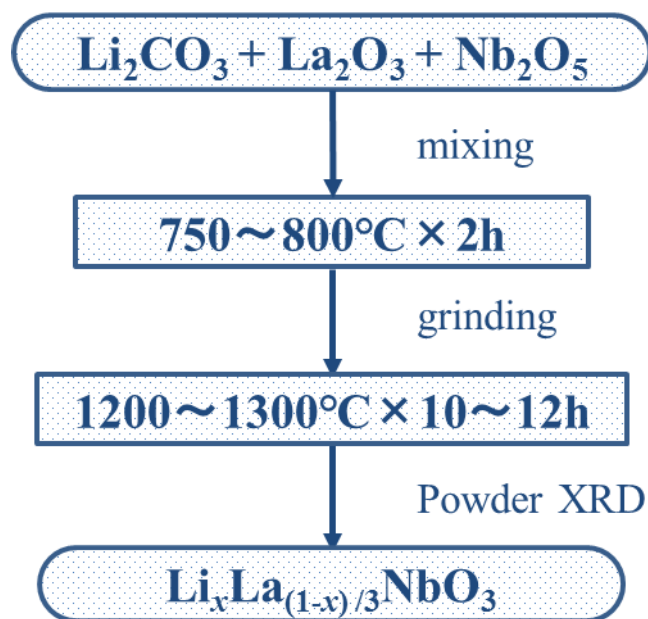 Li₂CO₃ + La₂O₃ + Nb₂O₅
mixing
750～800°C × 2h
grinding
1200～1300°C × 10～12h
Powder XRD
LiₓLa₍₁₋ₓ₎/₃NbO₃